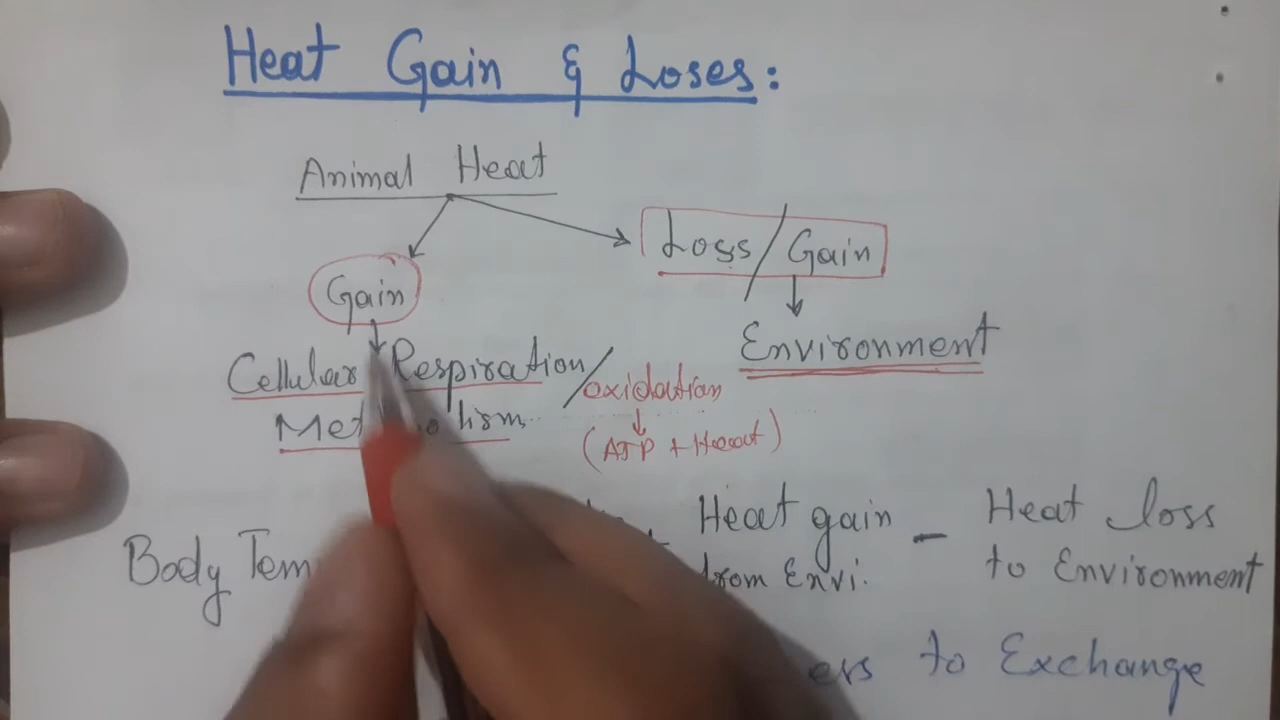 Heat Gain & Loses:
Animal Heat
Loss/Gain
Gain
Environment
Cellular Respiration/
oxidation
(ATP + Heat)
Heat gain - Heat loss
Body
from Envi. to Environment
to Exchange